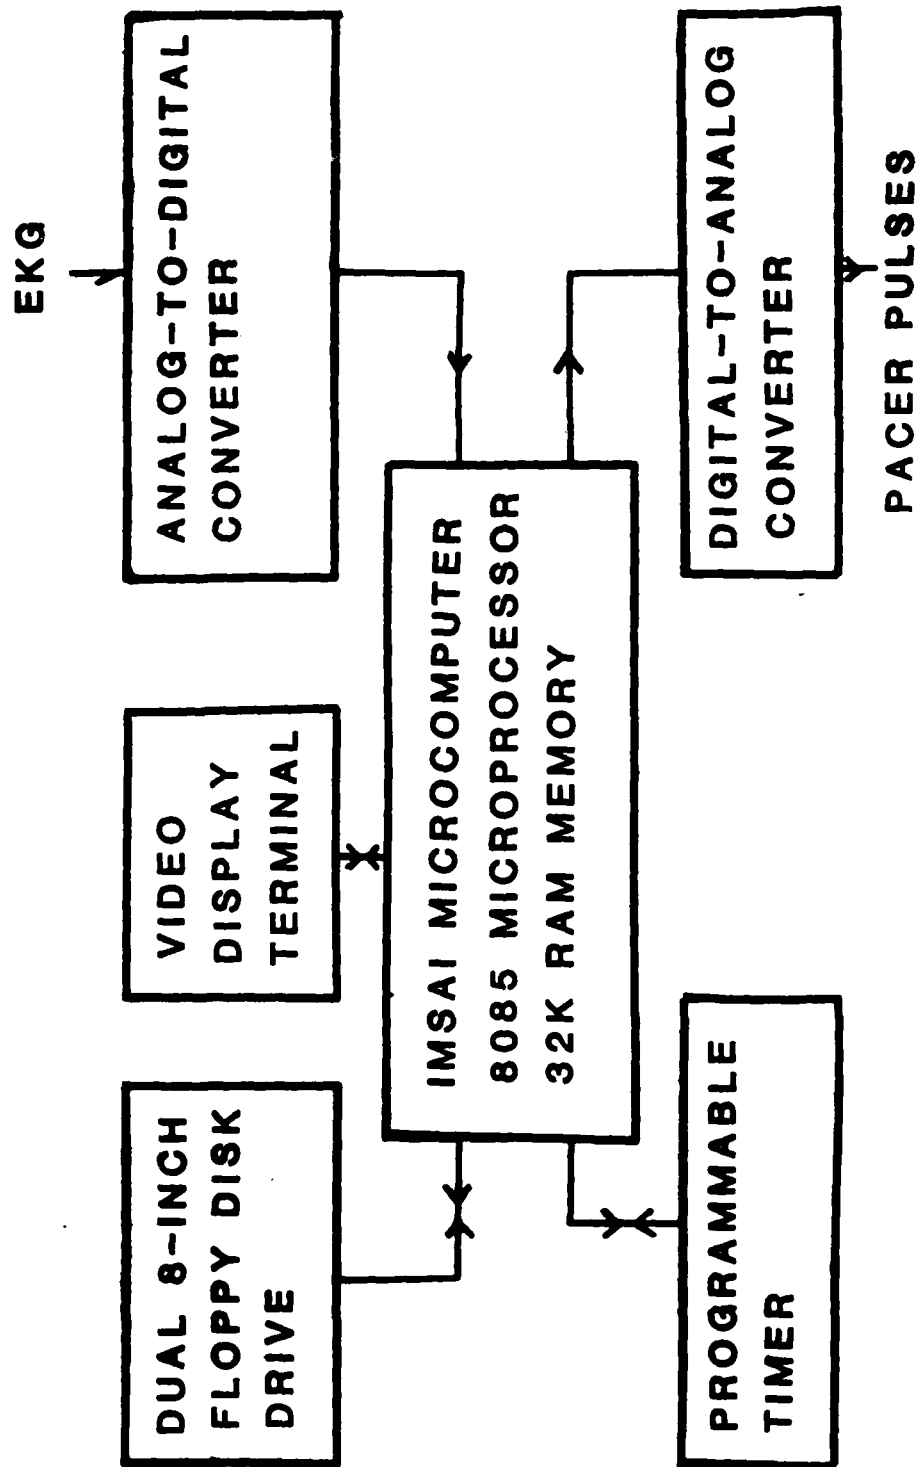 DUAL 8-INCH
FLOPPY DISK
DRIVE
VIDEO
DISPLAY
TERMINAL
ANALOG-TO-DIGITAL
CONVERTER
EKG
IMSAI MICROCOMPUTER
8085 MICROPROCESSOR
32K RAM MEMORY
PROGRAMMABLE
TIMER
DIGITAL-TO-ANALOG
CONVERTER
PACER PULSES